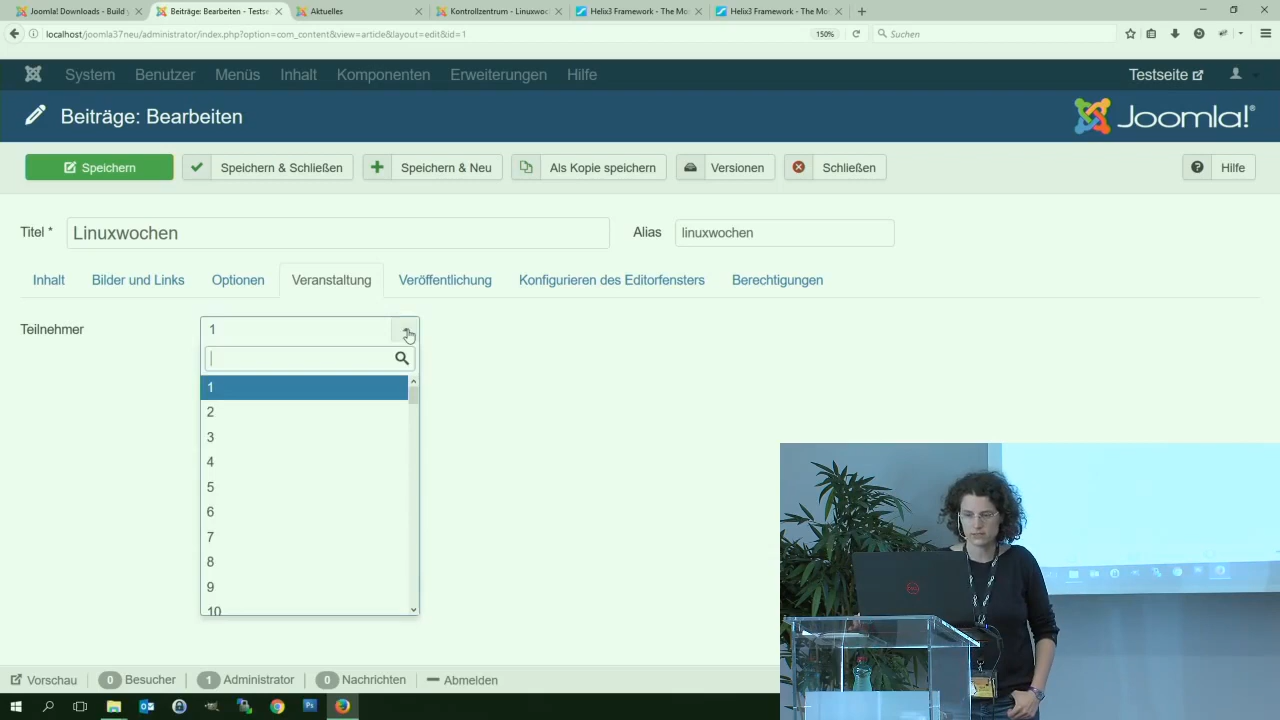 Joomla! Downloads - Build
Beiträge: Bearbeiten - Testse
Aktuelles
Kontrollzentrum - Linuxwoc
Helix3 Framework - The Mo
Helix3 Framework - The Mo
localhost/joomla37neu/administrator/index.php?option=com_content&view=article&layout=edit&id=1
150%
Suchen
System Benutzer Menüs Inhalt Komponenten Erweiterungen Hilfe
Testseite
Beiträge: Bearbeiten
Joomla!®
Speichern
Speichern & Schließen
Speichern & Neu
Als Kopie speichern
Versionen
Schließen
Hilfe
Titel * Linuxwochen
Alias linuxwochen
Inhalt Bilder und Links Optionen Veranstaltung Veröffentlichung Konfigurieren des Editorfensters Berechtigungen
Teilnehmer 1
1
2
3
4
5
6
7
8
9
10
Vorschau 0 Besucher 1 Administrator 0 Nachrichten Abmelden